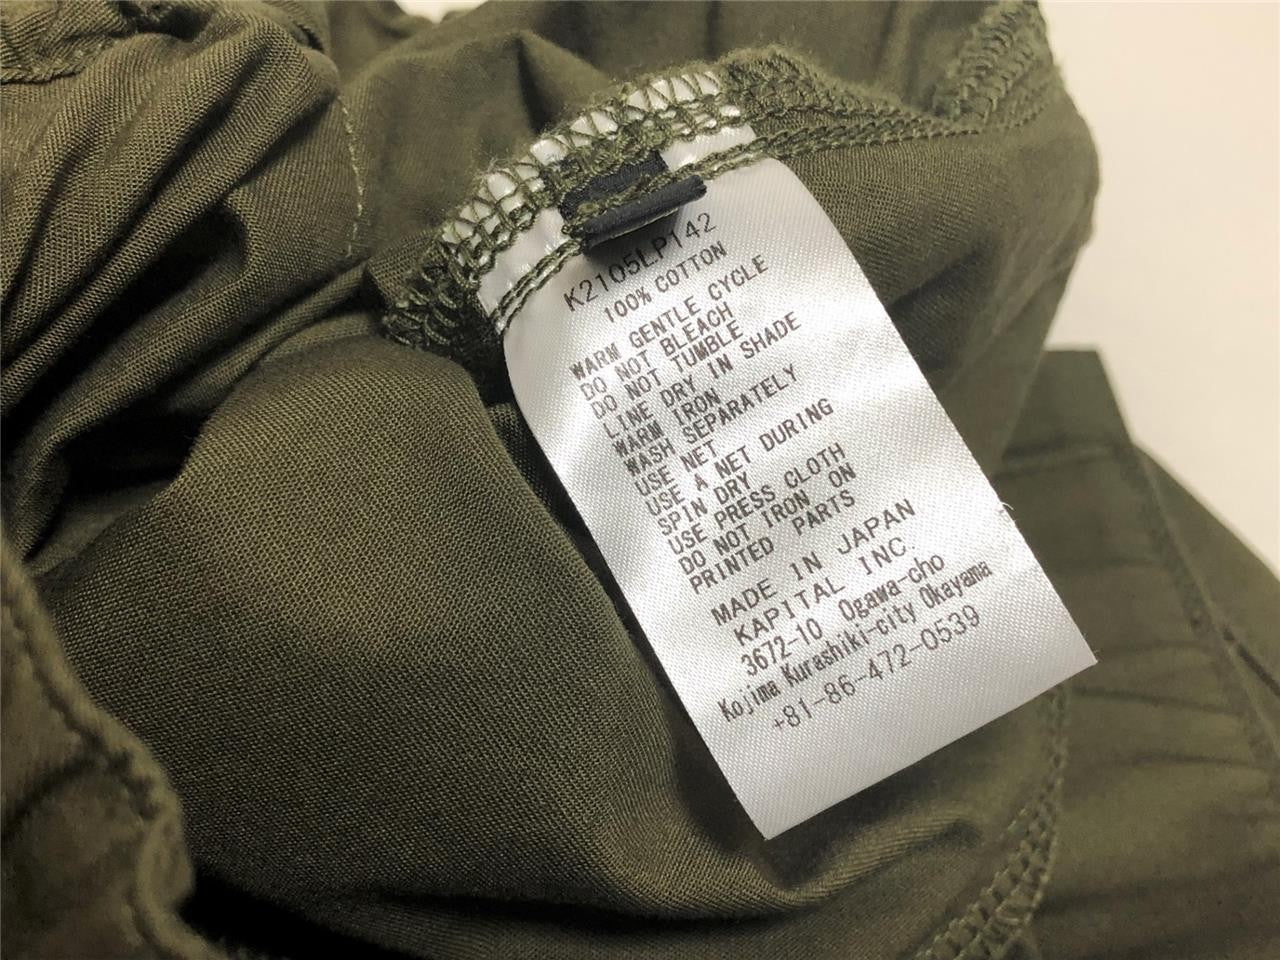 K2105LP142
100% COTTON
WARM GENTLE CYCLE
DO NOT BLEACH
DO NOT TUMBLE
LINE DRY IN SHADE
WARM IRON
WASH SEPARATELY
USE NET
USE A NET DURING
SPIN DRY
USE PRESS CLOTH
DO NOT IRON ON
PRINTED PARTS
MADE IN JAPAN
KAPITAL INC.
3672-10 Ogawa-cho
Kojima Kurashiki-city Okayama
+81-86-472-0539